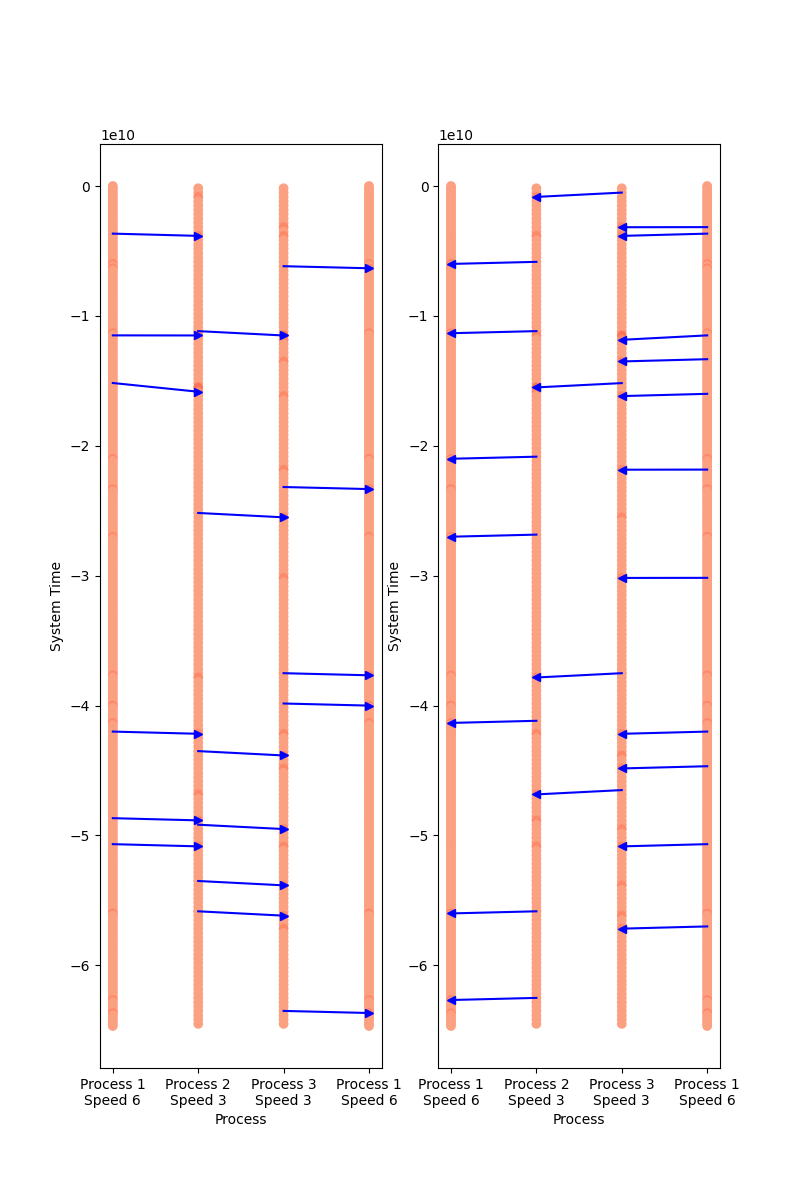 1e10
0
−1
−2
−3
−4
−5
−6
System Time
Process 1
Speed 6
Process 2
Speed 3
Process 3
Speed 3
Process 1
Speed 6
Process
1e10
0
−1
−2
−3
−4
−5
−6
System Time
Process 1
Speed 6
Process 2
Speed 3
Process 3
Speed 3
Process 1
Speed 6
Process